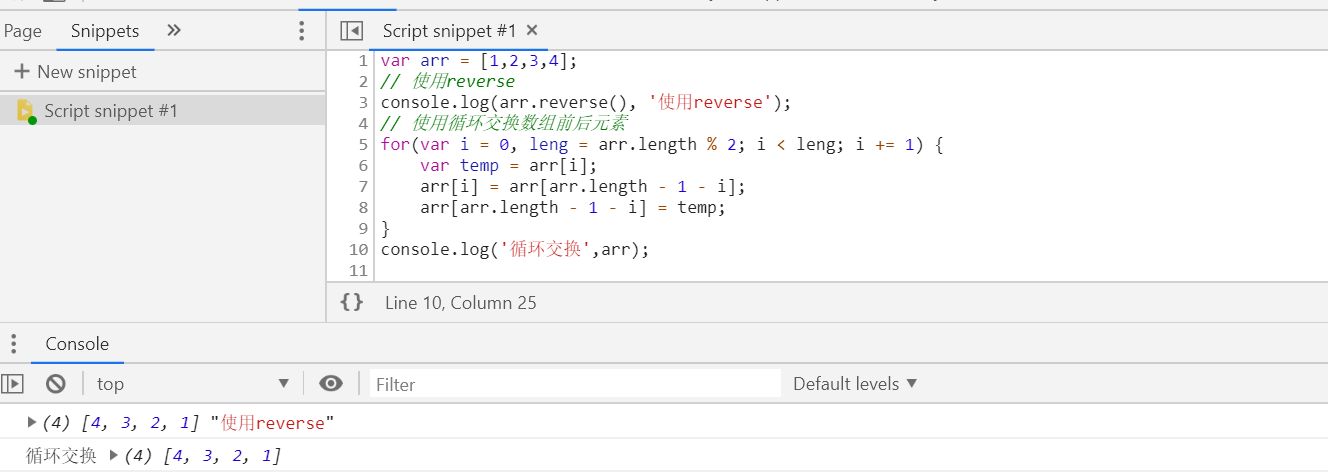 Page Snippets Script snippet #1
New snippet
Script snippet #1
1 var arr = [1,2,3,4];
2 // 使用reverse
3 console.log(arr.reverse(), '使用reverse');
4 // 使用循环交换数组前后元素
5 for(var i = 0, leng = arr.length % 2; i < leng; i += 1) {
6 var temp = arr[i];
7 arr[i] = arr[arr.length - 1 - i];
8 arr[arr.length - 1 - i] = temp;
9 }
10 console.log('循环交换',arr);
11
{} Line 10, Column 25
Console
top Filter Default levels
(4) [4, 3, 2, 1] "使用reverse"
循环交换 (4) [4, 3, 2, 1]